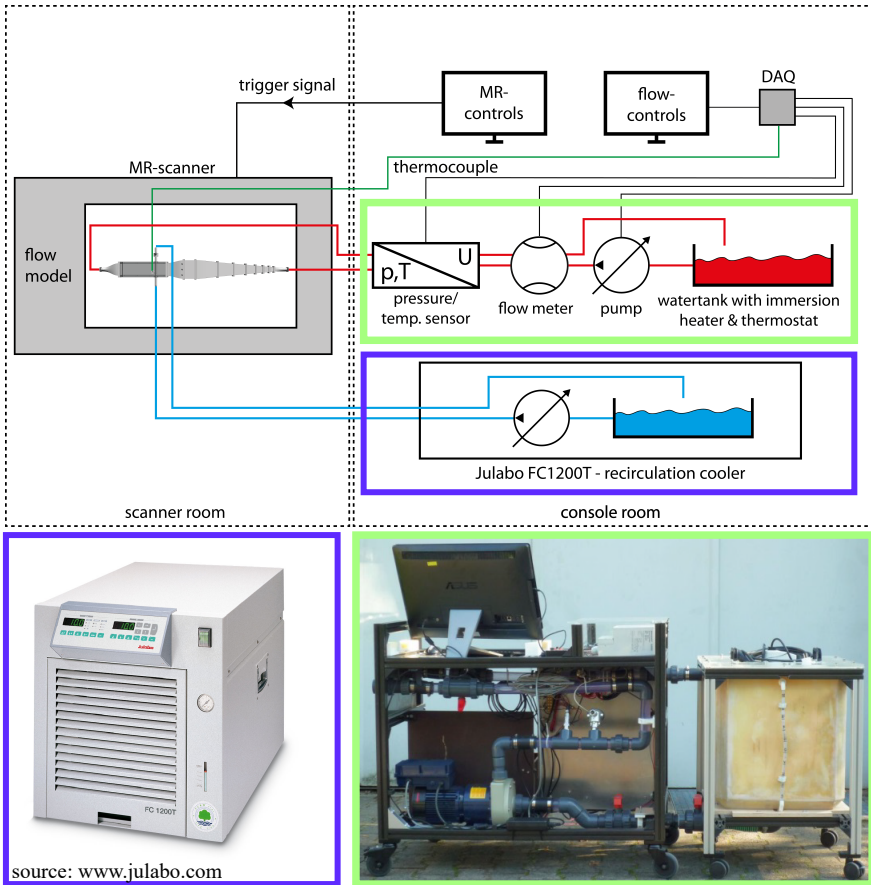 trigger signal
MR-
controls
flow-
controls
DAQ
MR-scanner
thermocouple
flow
model
p,T
U
pressure/
temp. sensor
flow meter
pump
watertank with immersion
heater & thermostat
Julabo FC1200T - recirculation cooler
scanner room
console room
Julabo
FC 1200T
source: www.julabo.com